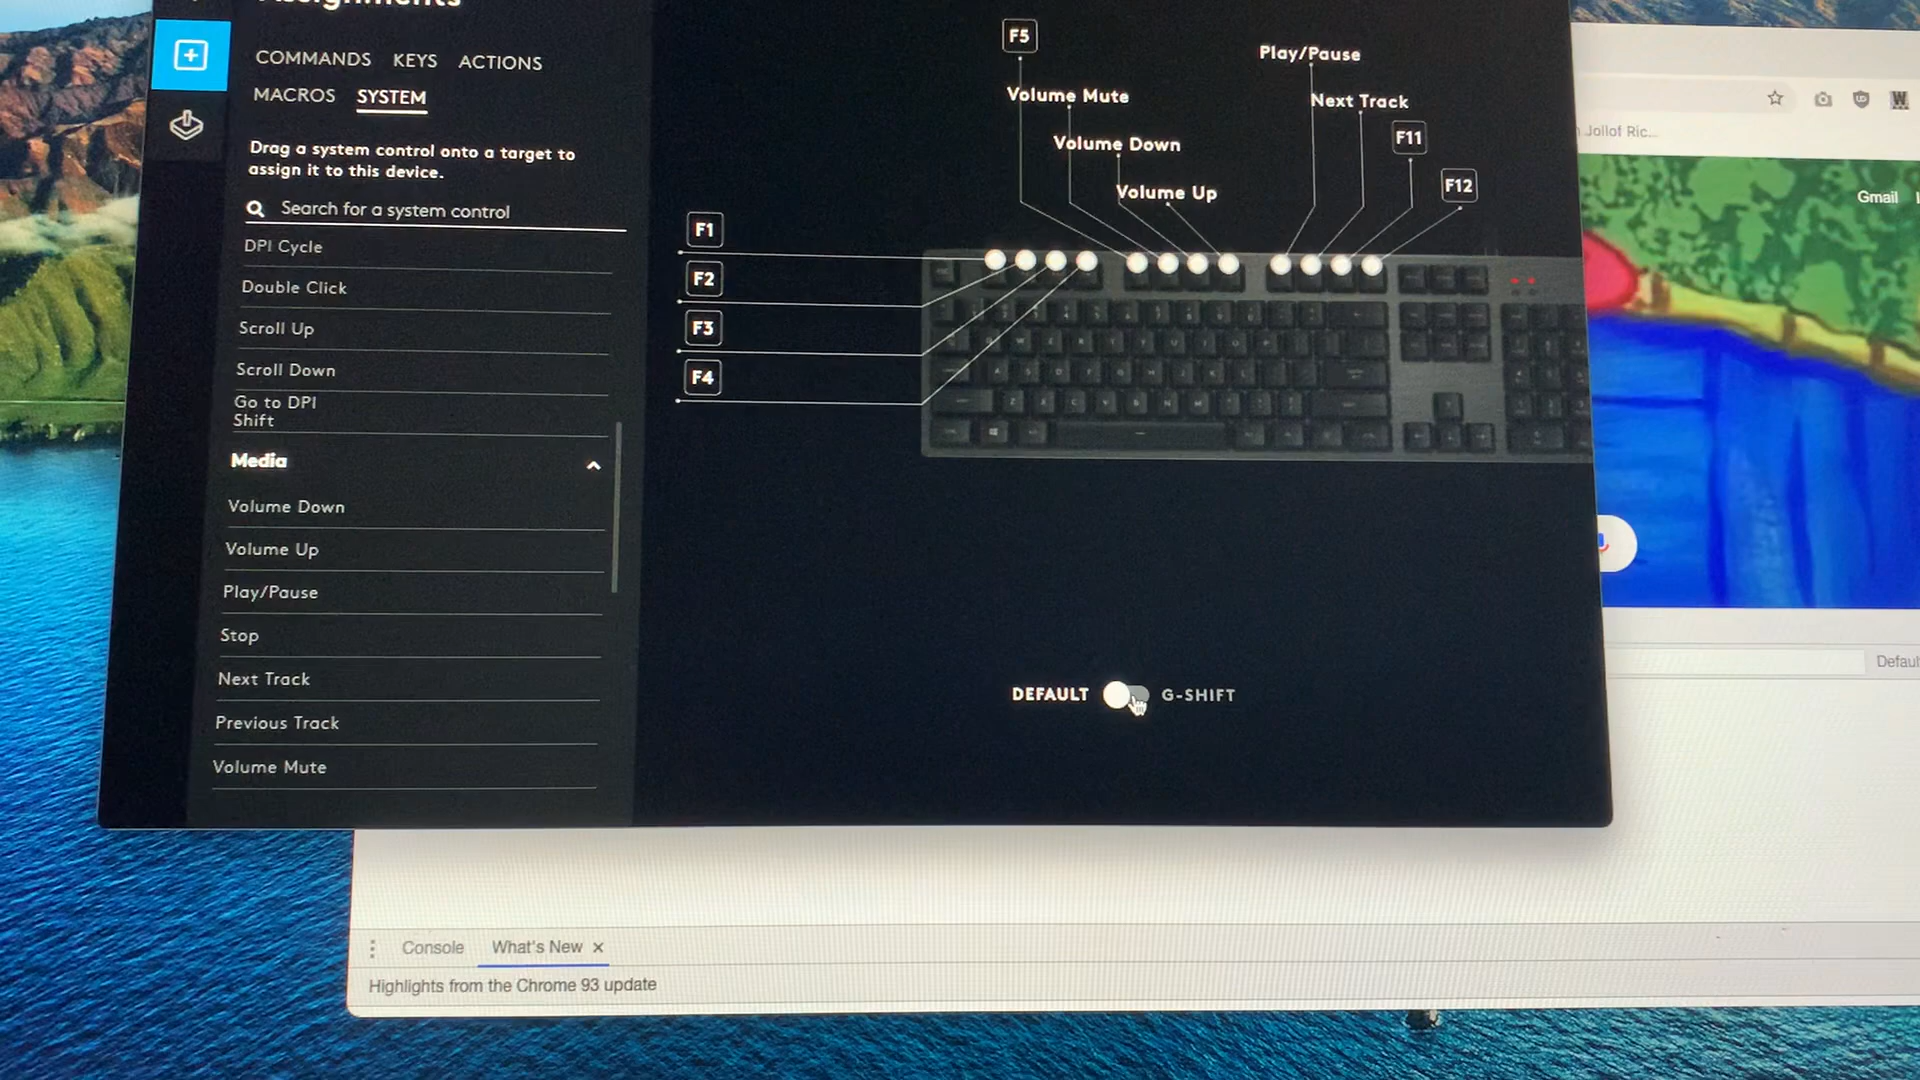 Assignments
COMMANDS KEYS ACTIONS
MACROS SYSTEM
Drag a system control onto a target to
assign it to this device.
Search for a system control
DPI Cycle
Double Click
Scroll Up
Scroll Down
Go to DPI
Shift
Media
Volume Down
Volume Up
Play/Pause
Stop
Next Track
Previous Track
Volume Mute
F5
Volume Mute
Volume Down
Volume Up
Play/Pause
Next Track
F11
F12
F1
F2
F3
F4
DEFAULT G-SHIFT
Jollof Ric...
Gmail
Console What's New ×
Highlights from the Chrome 93 update